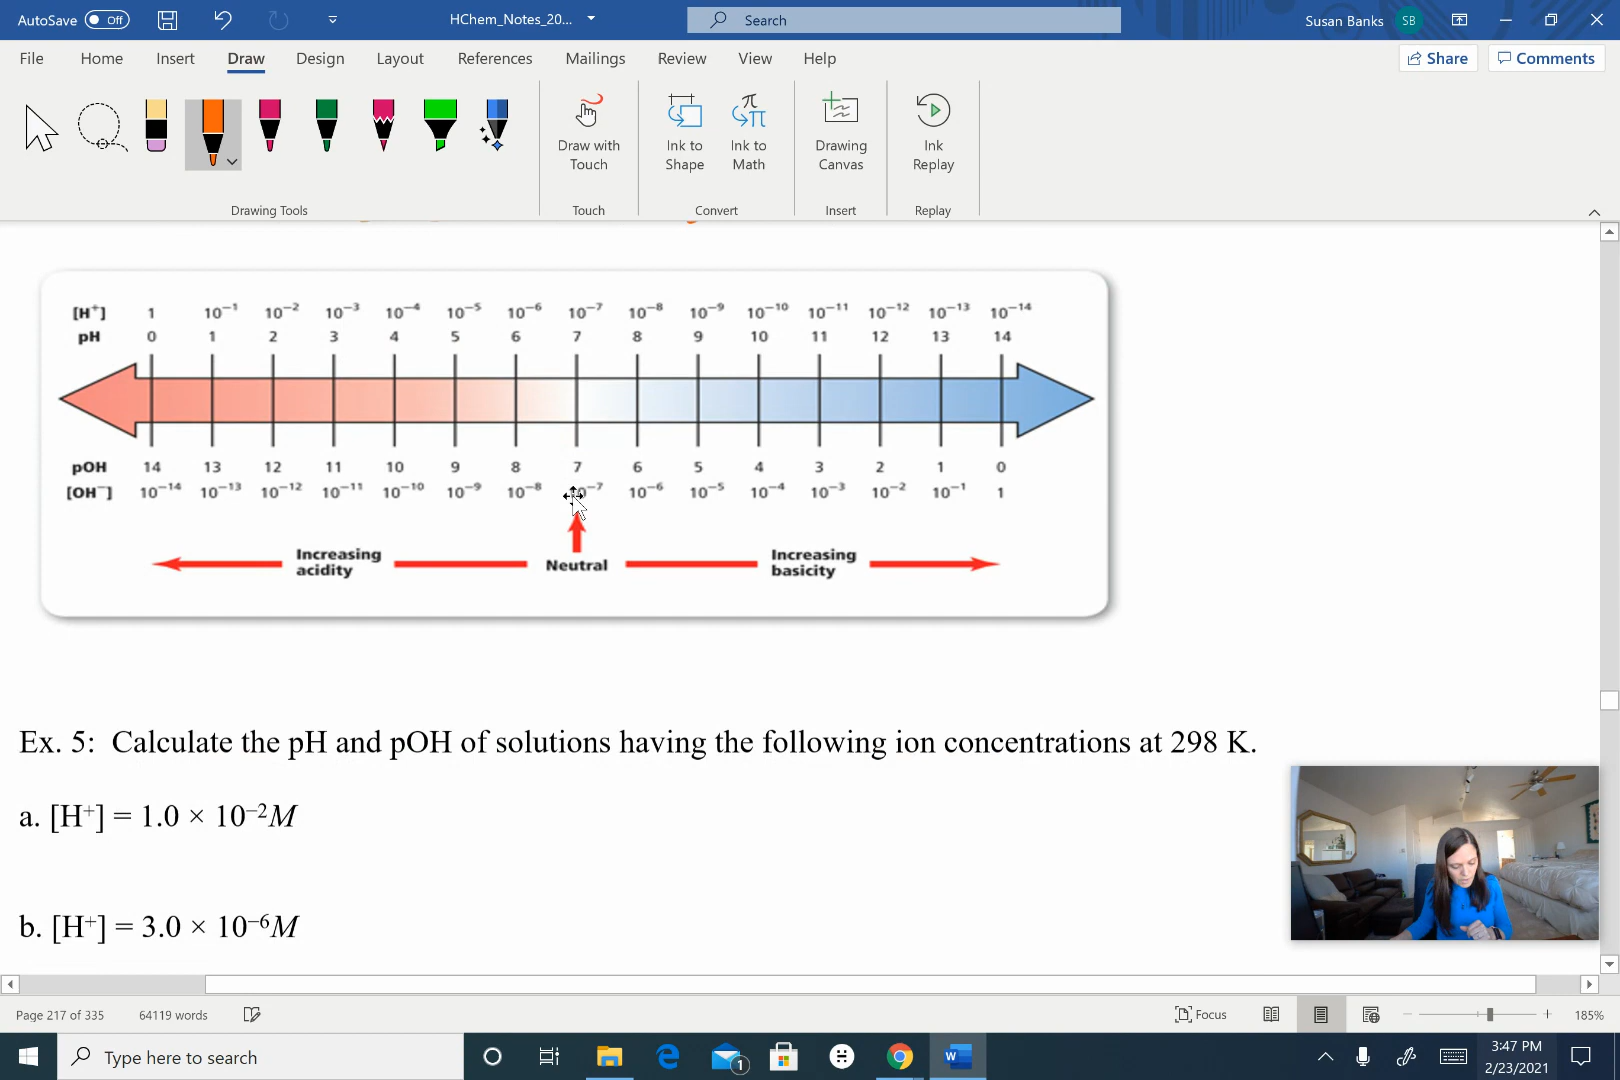 AutoSave Off HChem_Notes_20... Search Susan Banks SB
File Home Insert Draw Design Layout References Mailings Review View Help Share Comments
Draw with Touch
Ink to Shape
Ink to Math
Drawing Canvas
Ink Replay
Drawing Tools Touch Convert Insert Replay
[H⁺] 1 10⁻¹ 10⁻² 10⁻³ 10⁻⁴ 10⁻⁵ 10⁻⁶ 10⁻⁷ 10⁻⁸ 10⁻⁹ 10⁻¹⁰ 10⁻¹¹ 10⁻¹² 10⁻¹³ 10⁻¹⁴
pH 0 1 2 3 4 5 6 7 8 9 10 11 12 13 14
pOH 14 13 12 11 10 9 8 7 6 5 4 3 2 1 0
[OH⁻] 10⁻¹⁴ 10⁻¹³ 10⁻¹² 10⁻¹¹ 10⁻¹⁰ 10⁻⁹ 10⁻⁸ 10⁻⁷ 10⁻⁶ 10⁻⁵ 10⁻⁴ 10⁻³ 10⁻² 10⁻¹ 1
Increasing acidity
Neutral
Increasing basicity
Ex. 5: Calculate the pH and pOH of solutions having the following ion concentrations at 298 K.
a. [H⁺] = 1.0 × 10⁻²M
b. [H⁺] = 3.0 × 10⁻⁶M
Page 217 of 335 64119 words Focus 185%
Type here to search 1 3:47 PM
2/23/2021